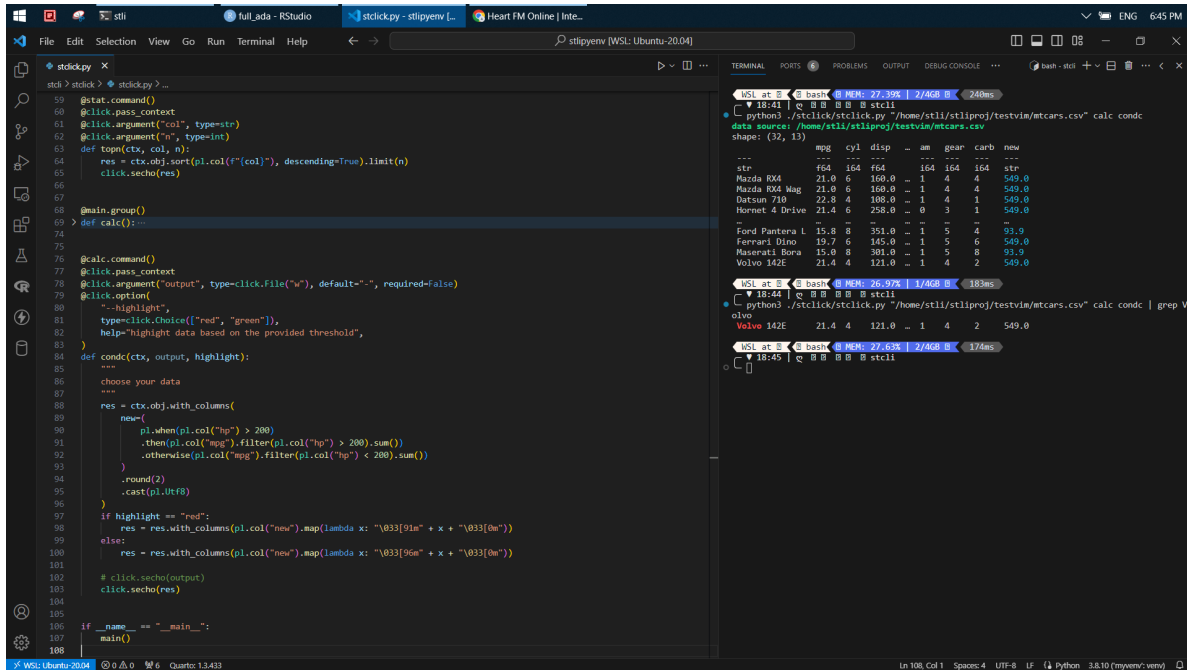 stli
full_ada - RStudio
stclick.py - stlipyenv [...
Heart FM Online | Inte...
ENG 6:45 PM
File Edit Selection View Go Run Terminal Help
stlipyenv [WSL: Ubuntu-20.04]
stclick.py
stcli > stclick > stclick.py > ...
59 @stat.command()
60 @click.pass_context
61 @click.argument("col", type=str)
62 @click.argument("n", type=int)
63 def topn(ctx, col, n):
64 res = ctx.obj.sort(pl.col(f"{col}"), descending=True).limit(n)
65 click.secho(res)
66
67
68 @main.group()
69 > def calc(): ...
74
75
76 @calc.command()
77 @click.pass_context
78 @click.argument("output", type=click.File("w"), default="-", required=False)
79 @click.option(
80 "--highlight",
81 type=click.Choice(["red", "green"]),
82 help="highight data based on the provided threshold",
83 )
84 def condc(ctx, output, highlight):
85 """
86 choose your data
87 """
88 res = ctx.obj.with_columns(
89 new=(
90 pl.when(pl.col("hp") > 200)
91 .then(pl.col("mpg").filter(pl.col("hp") > 200).sum())
92 .otherwise(pl.col("mpg").filter(pl.col("hp") < 200).sum())
93 )
94 .round(2)
95 .cast(pl.Utf8)
96 )
97 if highlight == "red":
98 res = res.with_columns(pl.col("new").map(lambda x: "\033[91m" + x + "\033[0m"))
99 else:
100 res = res.with_columns(pl.col("new").map(lambda x: "\033[96m" + x + "\033[0m"))
101
102 # click.secho(output)
103 click.secho(res)
104
105
106 if __name__ == "__main__":
107 main()
108
TERMINAL PORTS 6 PROBLEMS OUTPUT DEBUG CONSOLE ... bash - stcli
WSL at bash MEM: 27.39% | 2/4GB 240ms
18:41 | stcli
python3 ./stclick/stclick.py "/home/stli/stliproj/testvim/mtcars.csv" calc condc
data source: /home/stli/stliproj/testvim/mtcars.csv
shape: (32, 13)
mpg cyl disp … am gear carb new
--- --- --- --- --- --- --- ---
str f64 i64 f64 i64 i64 i64 str
Mazda RX4 21.0 6 160.0 … 1 4 4 549.0
Mazda RX4 Wag 21.0 6 160.0 … 1 4 4 549.0
Datsun 710 22.8 4 108.0 … 1 4 1 549.0
Hornet 4 Drive 21.4 6 258.0 … 0 3 1 549.0
… … … … … … … …
Ford Pantera L 15.8 8 351.0 … 1 5 4 93.9
Ferrari Dino 19.7 6 145.0 … 1 5 6 549.0
Maserati Bora 15.0 8 301.0 … 1 5 8 93.9
Volvo 142E 21.4 4 121.0 … 1 4 2 549.0
WSL at bash MEM: 26.97% | 1/4GB 183ms
18:44 | stcli
python3 ./stclick/stclick.py "/home/stli/stliproj/testvim/mtcars.csv" calc condc | grep V
olvo
Volvo 142E 21.4 4 121.0 … 1 4 2 549.0
WSL at bash MEM: 27.63% | 2/4GB 174ms
18:45 | stcli
WSL: Ubuntu-20.04 0 0 6 Quarto: 1.3.433
Ln 108, Col 1 Spaces: 4 UTF-8 LF Python 3.8.10 ('myvenv': venv)